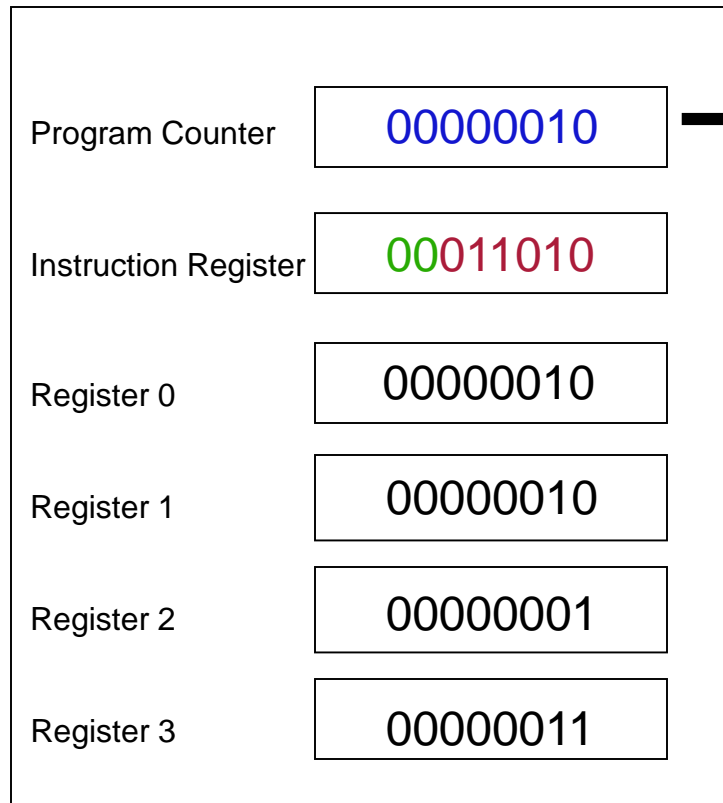 Program Counter 00000010
Instruction Register 00011010
Register 0 00000010
Register 1 00000010
Register 2 00000001
Register 3 00000011